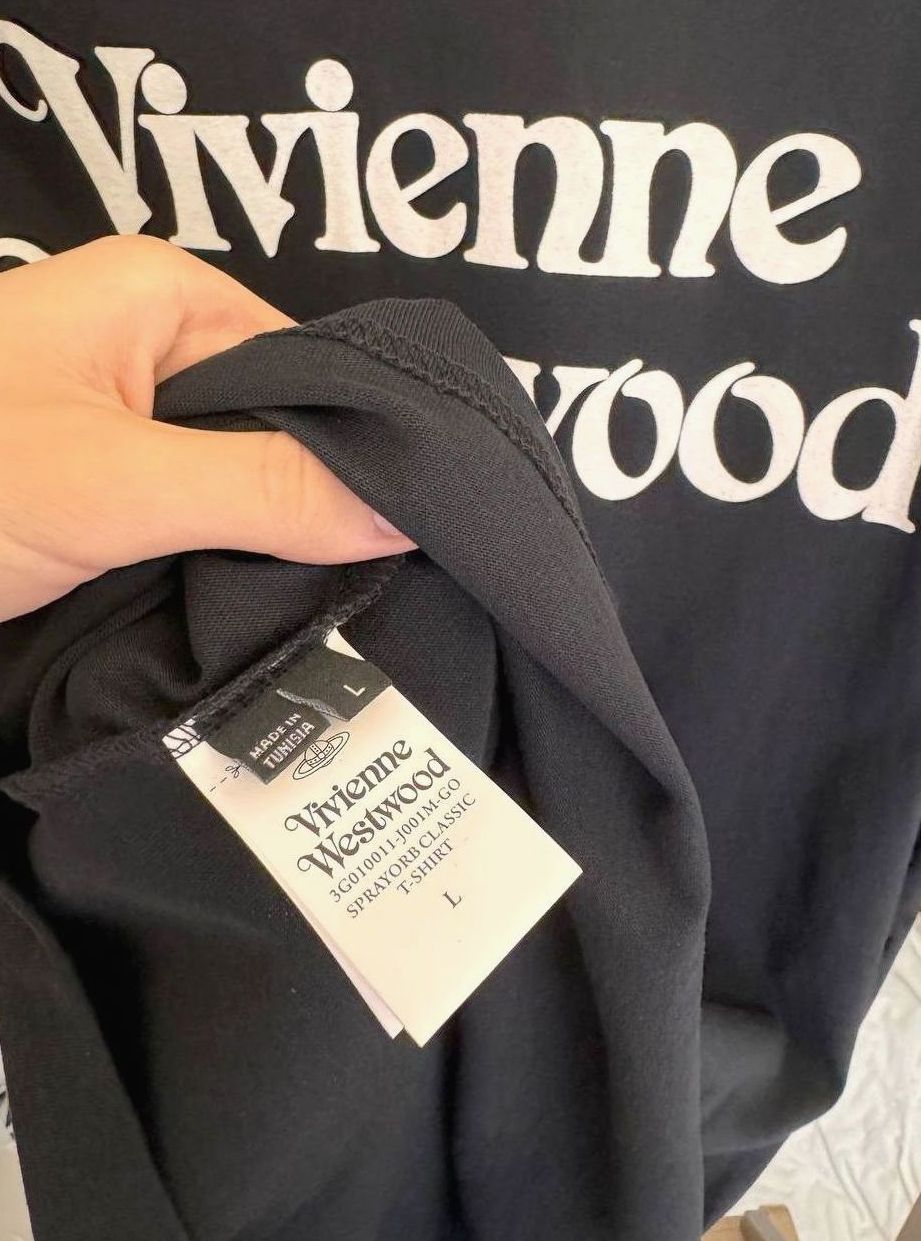 Vivienne
wood
L
MADE IN
TUNISIA
Vivienne
Westwood
3G010011-J001M-GO
SPRAYORB CLASSIC
T-SHIRT
L